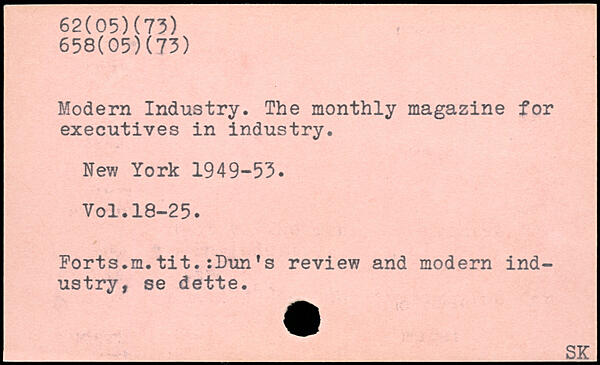 62(05)(73)
658(05)(73)
Modern Industry. The monthly magazine for
executives in industry.
New York 1949-53.
Vol.18-25.
Forts.m.tit.:Dun's review and modern ind-
ustry, se dette.
SK